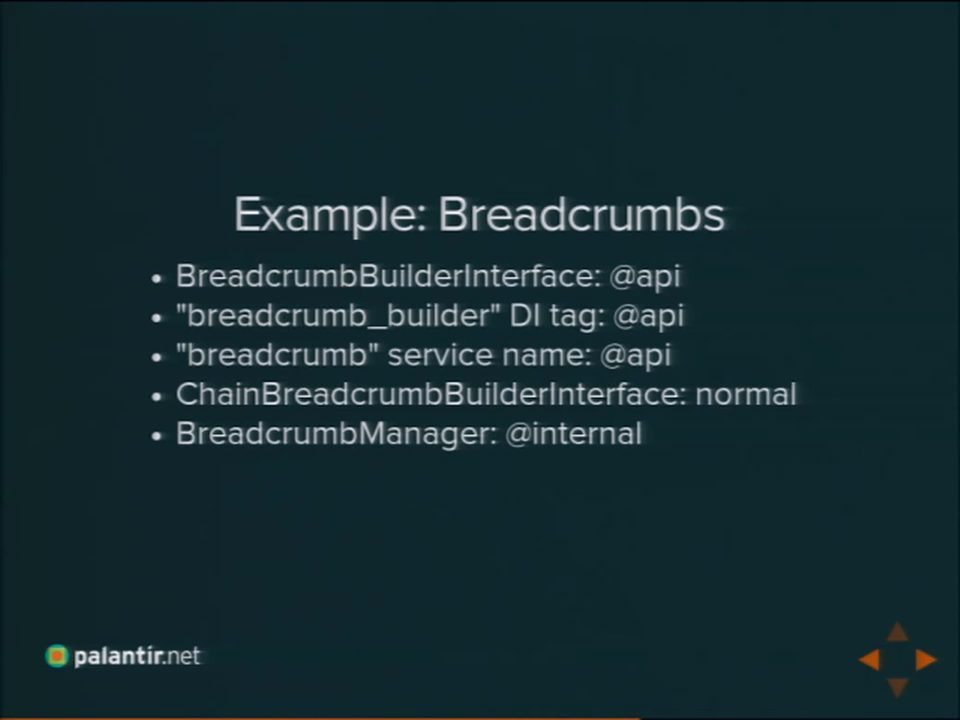 Example: Breadcrumbs
• BreadcrumbBuilderInterface: @api
• "breadcrumb_builder" DI tag: @api
• "breadcrumb" service name: @api
• ChainBreadcrumbBuilderInterface: normal
• BreadcrumbManager: @internal
palantir.net